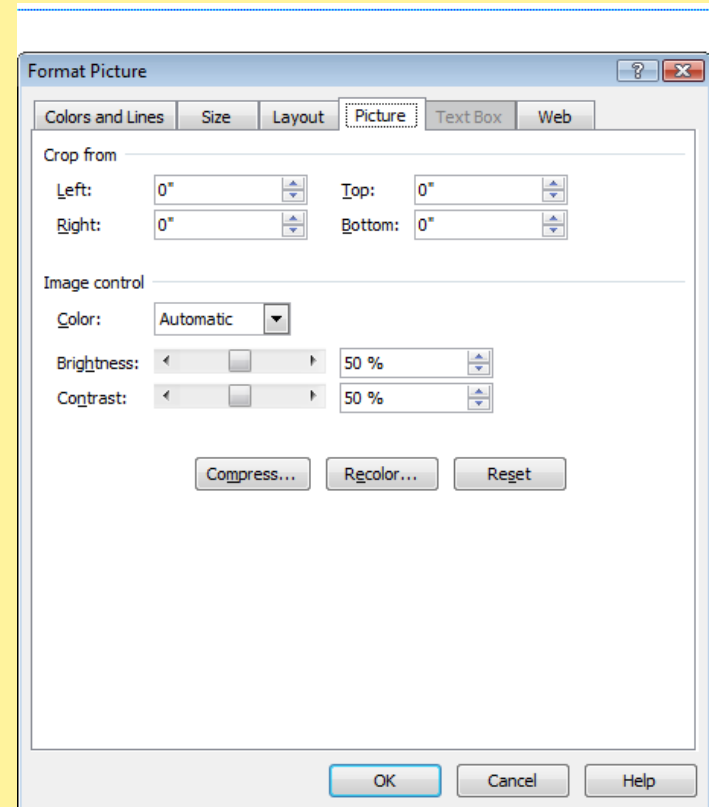 Format Picture
Colors and Lines Size Layout Picture Text Box Web
Crop from
Left: 0" Top: 0"
Right: 0" Bottom: 0"
Image control
Color: Automatic
Brightness: 50 %
Contrast: 50 %
Compress... Recolor... Reset
OK Cancel Help